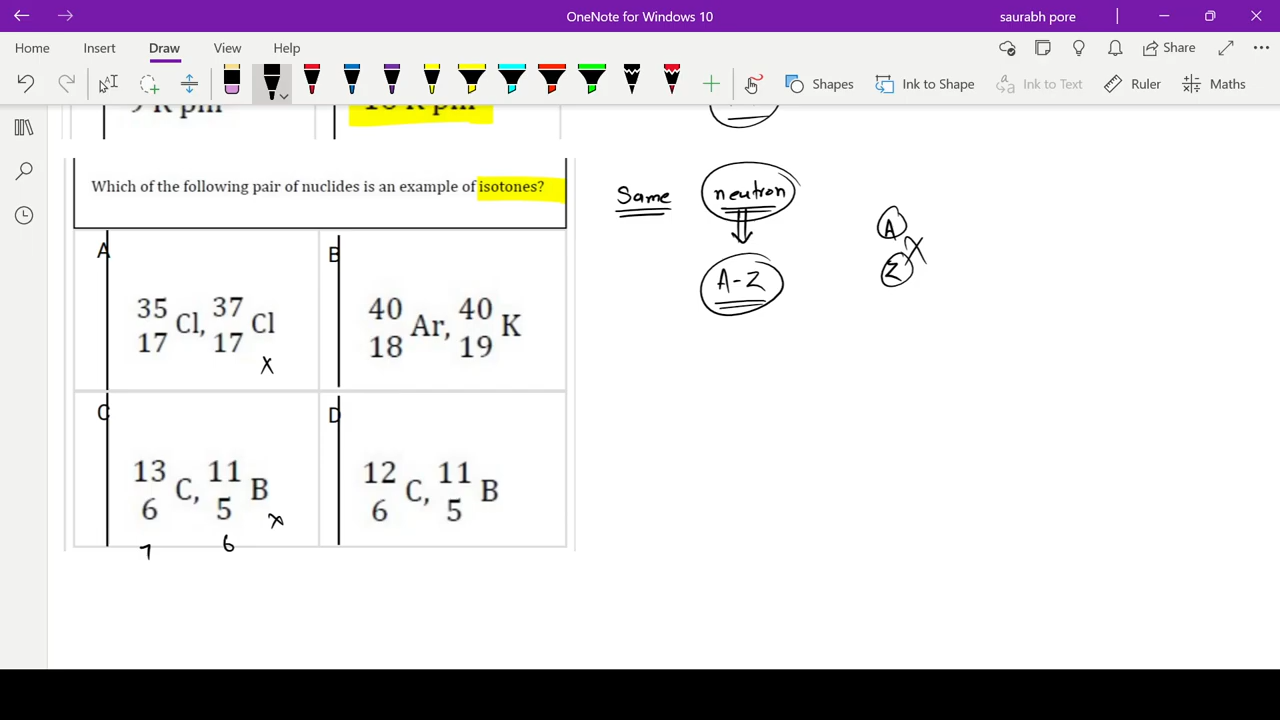 OneNote for Windows 10
saurabh pore
Home Insert Draw View Help
Share
Shapes Ink to Shape Ink to Text Ruler Maths
Which of the following pair of nuclides is an example of isotones?
Same neutron
A-Z
A
Z X
A
35 37
Cl, Cl
17 17
X
B
40 40
Ar, K
18 19
C
13 11
C, B
6 5
x
7 6
D
12 11
C, B
6 5